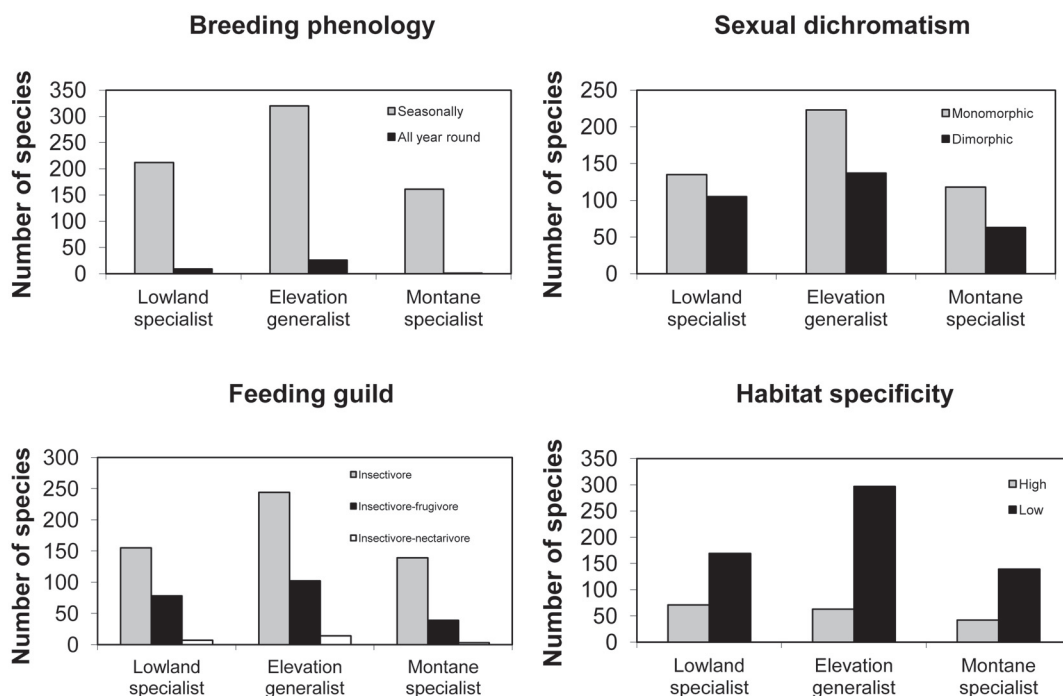 Breeding phenology
Number of species
350
300
250
200
150
100
50
0
Seasonally
All year round
Lowland specialist
Elevation generalist
Montane specialist
Sexual dichromatism
Number of species
250
200
150
100
50
0
Monomorphic
Dimorphic
Lowland specialist
Elevation generalist
Montane specialist
Feeding guild
Number of species
300
250
200
150
100
50
0
Insectivore
Insectivore-frugivore
Insectivore-nectarivore
Lowland specialist
Elevation generalist
Montane specialist
Habitat specificity
Number of species
350
300
250
200
150
100
50
0
High
Low
Lowland specialist
Elevation generalist
Montane specialist